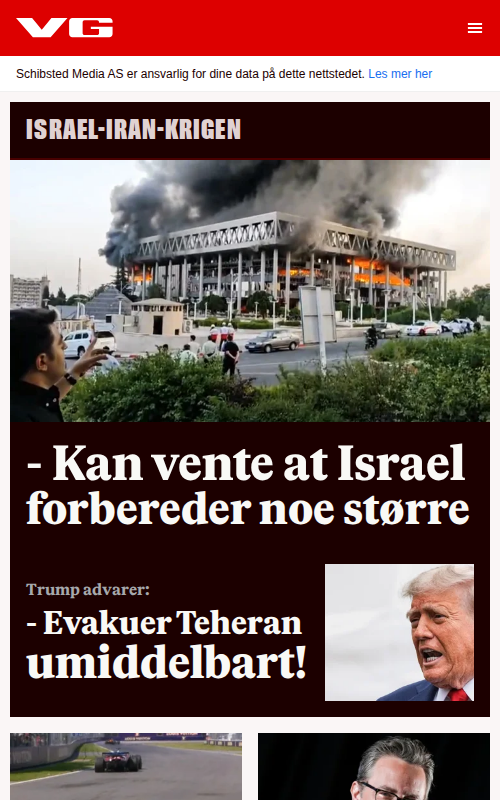 VG
Schibsted Media AS er ansvarlig for dine data på dette nettstedet. Les mer her
ISRAEL-IRAN-KRIGEN
- Kan vente at Israel
forbereder noe større
Trump advarer:
- Evakuer Teheran
umiddelbart!